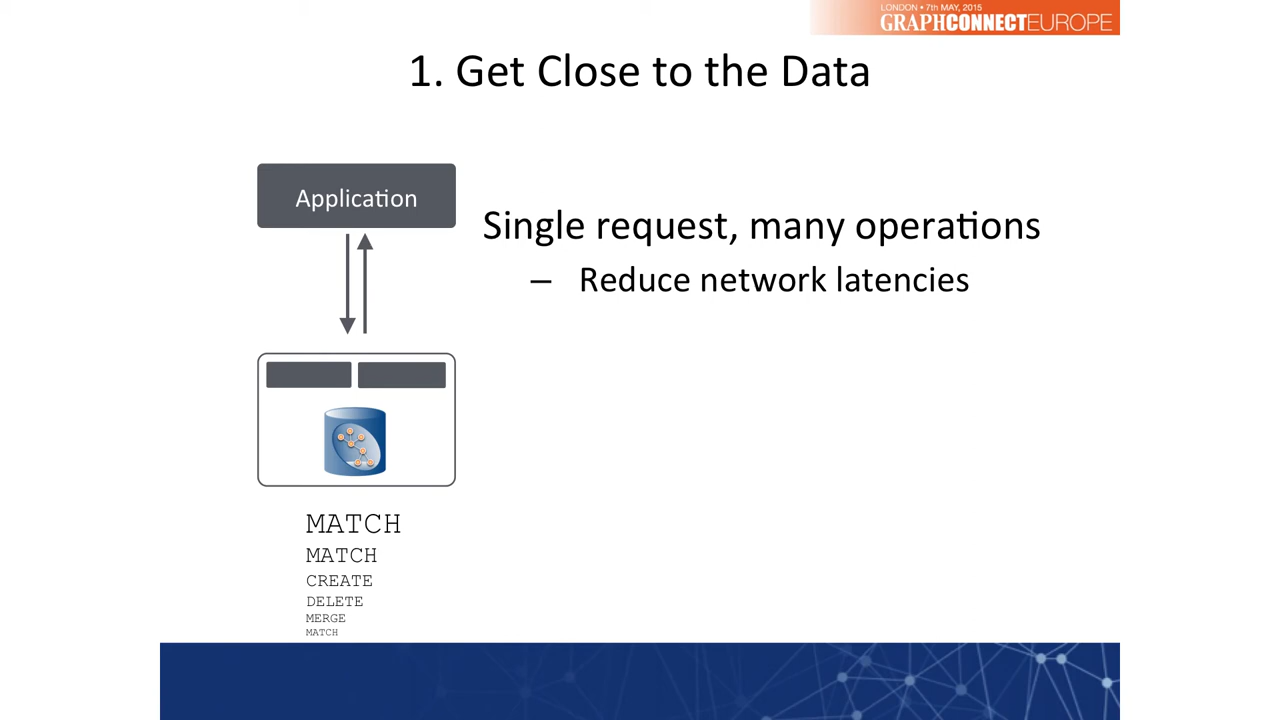 LONDON • 7th MAY, 2015
GRAPHCONNECTEUROPE
1. Get Close to the Data
Application
Single request, many operations
– Reduce network latencies
MATCH
MATCH
CREATE
DELETE
MERGE
MATCH